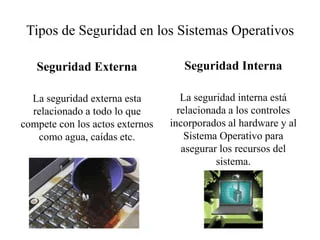 Tipos de Seguridad en los Sistemas Operativos
Seguridad Externa
La seguridad externa esta
relacionado a todo lo que
compete con los actos externos
como agua, caídas etc.
Seguridad Interna
La seguridad interna está
relacionada a los controles
incorporados al hardware y al
Sistema Operativo para
asegurar los recursos del
sistema.